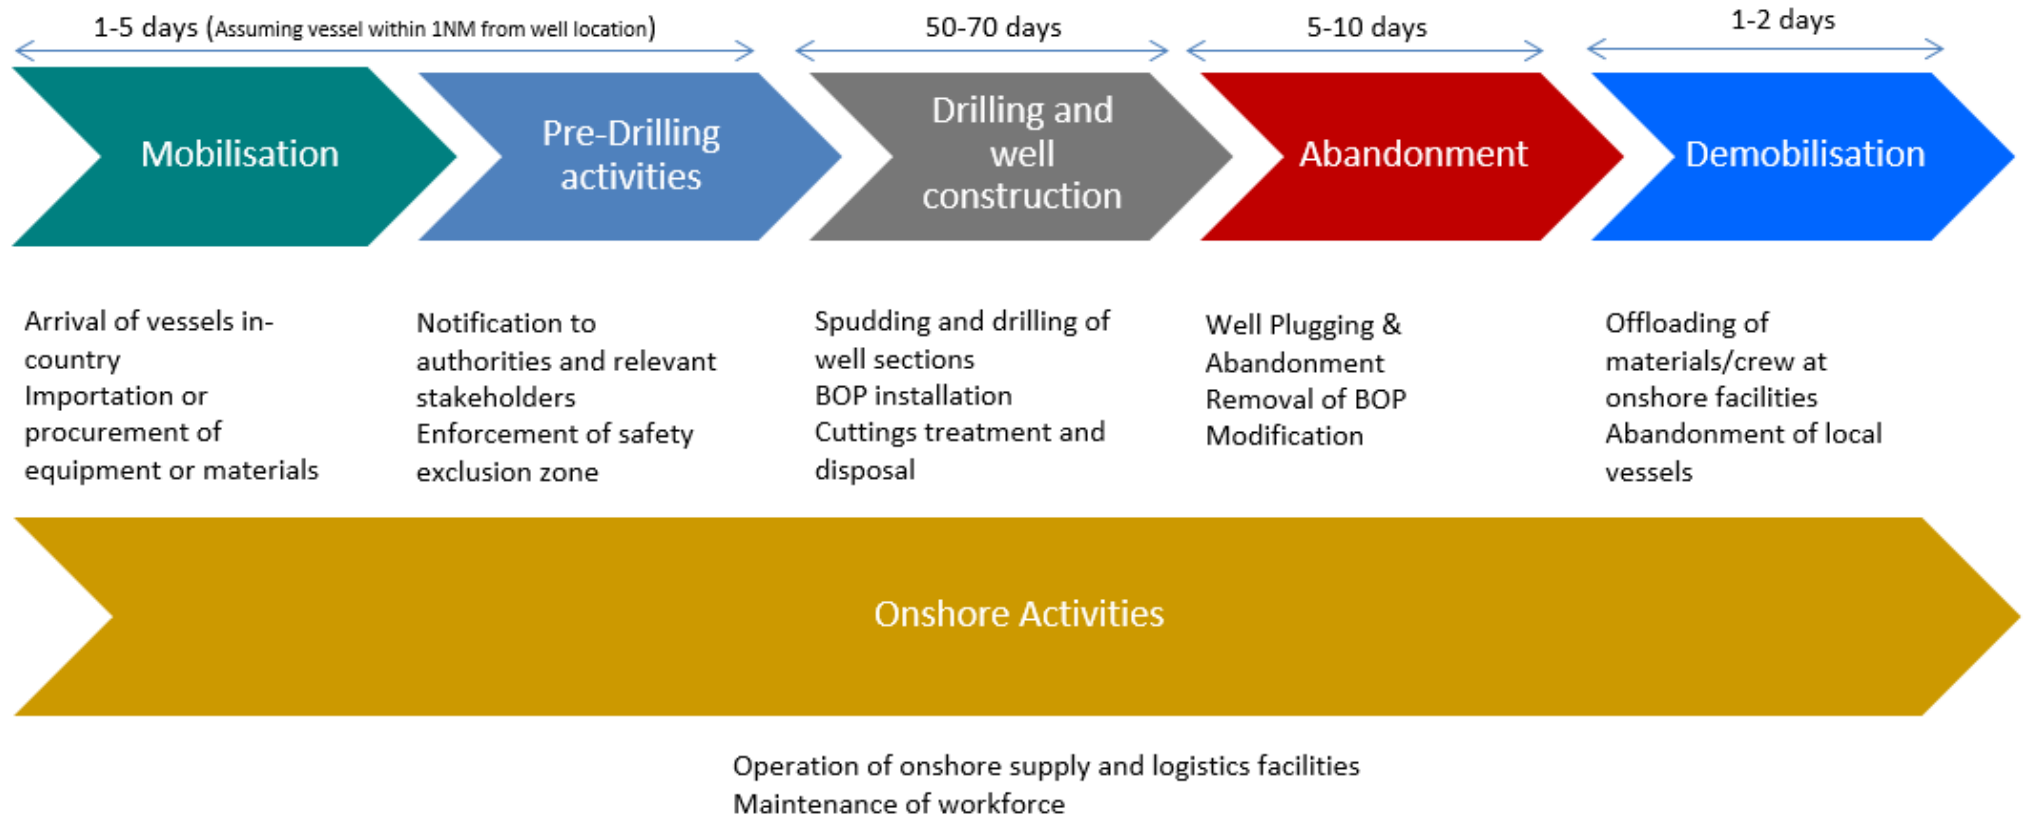 1-5 days (Assuming vessel within 1NM from well location)
50-70 days
5-10 days
1-2 days
Mobilisation
Pre-Drilling
activities
Drilling and
well
construction
Abandonment
Demobilisation
Arrival of vessels in-
country
Importation or
procurement of
equipment or materials
Notification to
authorities and relevant
stakeholders
Enforcement of safety
exclusion zone
Spudding and drilling of
well sections
BOP installation
Cuttings treatment and
disposal
Well Plugging &
Abandonment
Removal of BOP
Modification
Offloading of
materials/crew at
onshore facilities
Abandonment of local
vessels
Onshore Activities
Operation of onshore supply and logistics facilities
Maintenance of workforce